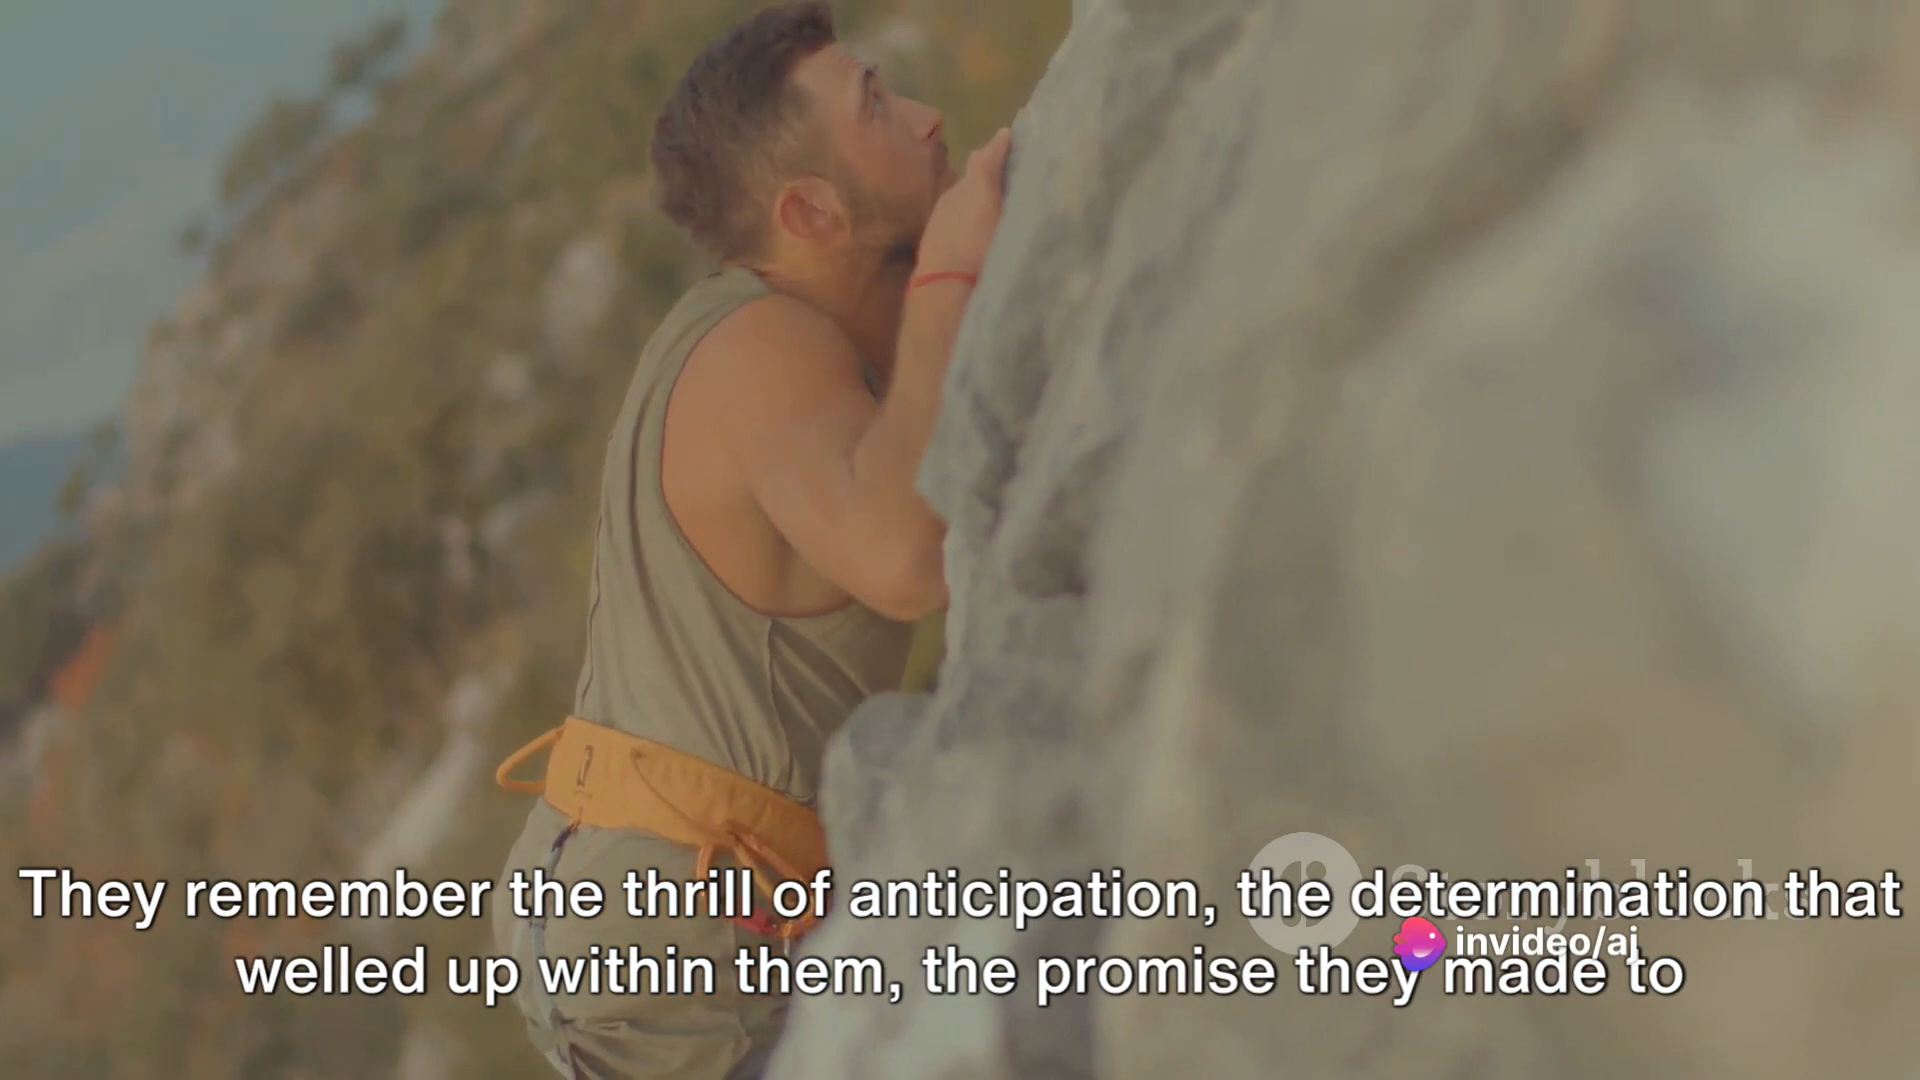 They remember the thrill of anticipation, the determination that
welled up within them, the promise they made to
invideo/ai